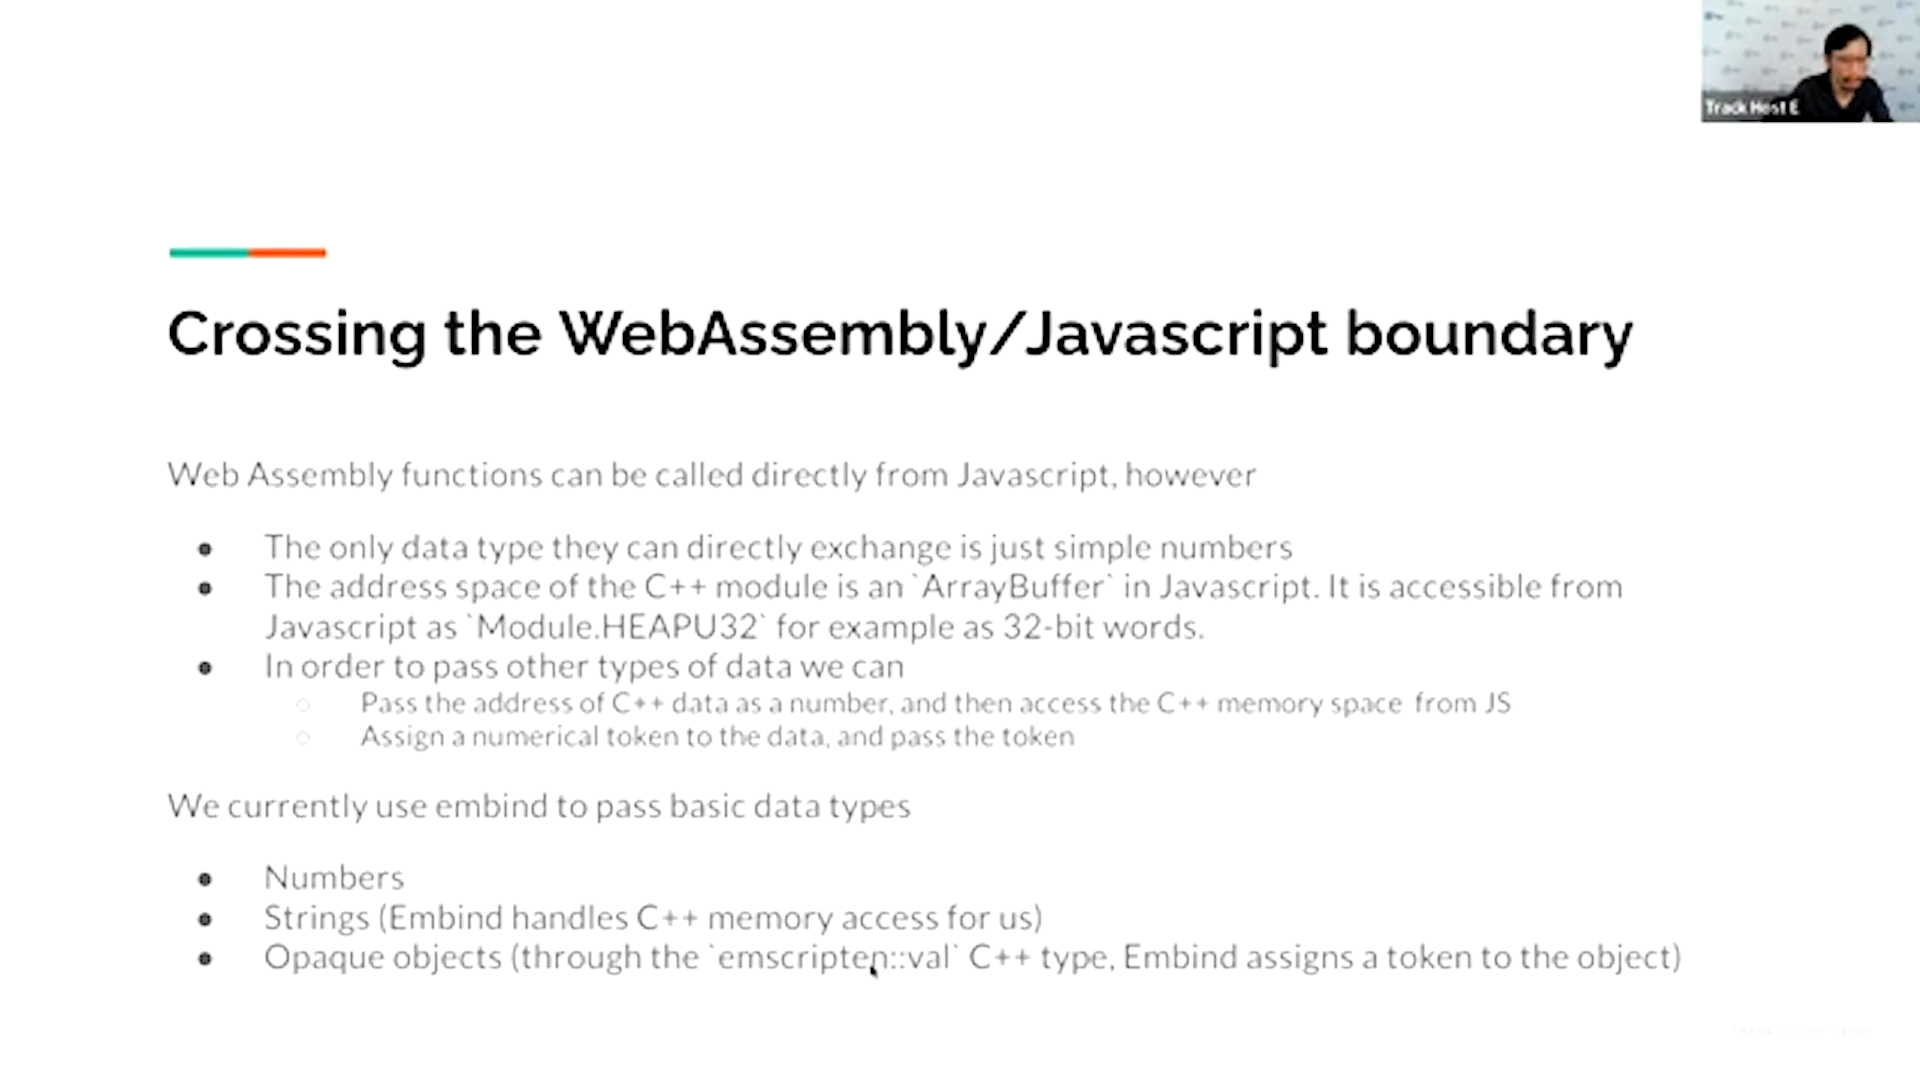 Track Host E
Crossing the WebAssembly/Javascript boundary
Web Assembly functions can be called directly from Javascript, however
● The only data type they can directly exchange is just simple numbers
● The address space of the C++ module is an `ArrayBuffer` in Javascript. It is accessible from
Javascript as `Module.HEAPU32` for example as 32-bit words.
● In order to pass other types of data we can
○ Pass the address of C++ data as a number, and then access the C++ memory space from JS
○ Assign a numerical token to the data, and pass the token
We currently use embind to pass basic data types
● Numbers
● Strings (Embind handles C++ memory access for us)
● Opaque objects (through the `emscripten::val` C++ type, Embind assigns a token to the object)